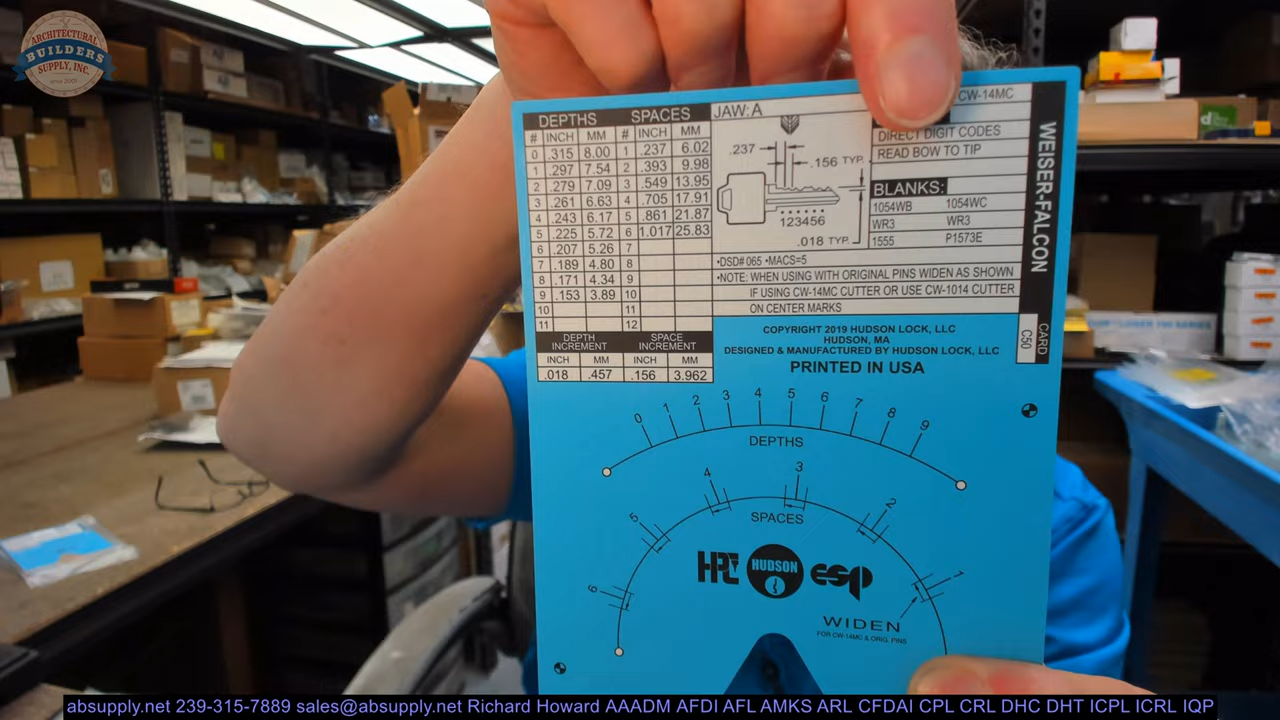 ARCHITECTURAL
BUILDERS
SUPPLY, INC.
DEPTHS SPACES
# INCH MM # INCH MM
0 .315 8.00 1 .237 6.02
1 .297 7.54 2 .393 9.98
2 .279 7.09 3 .549 13.95
3 .261 6.63 4 .705 17.91
4 .243 6.17 5 .861 21.87
5 .225 5.72 6 1.017 25.83
6 .207 5.26 7
7 .189 4.80 8
8 .171 4.34 9
9 .153 3.89 10
10 11
11 12
DEPTH INCREMENT SPACE INCREMENT
INCH MM INCH MM
.018 .457 .156 3.962
JAW: A
.237
.156 TYP.
123456
.018 TYP.
CW-14MC
DIRECT DIGIT CODES
READ BOW TO TIP
BLANKS:
1054WB 1054WC
WR3 WR3
1555 P1573E
•DSD# 065 •MACS=5
•NOTE: WHEN USING WITH ORIGINAL PINS WIDEN AS SHOWN
IF USING CW-14MC CUTTER OR USE CW-1014 CUTTER
ON CENTER MARKS
WEISER-FALCON
CARD
C50
COPYRIGHT 2019 HUDSON LOCK, LLC
HUDSON, MA
DESIGNED & MANUFACTURED BY HUDSON LOCK, LLC
PRINTED IN USA
0 1 2 3 4 5 6 7 8 9
DEPTHS
6 5 4 3 2 1
SPACES
HPC HUDSON ESP
WIDEN
FOR CW-14MC & ORIG. PINS
absupply.net 239-315-7889 sales@absupply.net Richard Howard AAADM AFDI AFL AMKS ARL CFDAI CPL CRL DHC DHT ICPL ICRL IQP